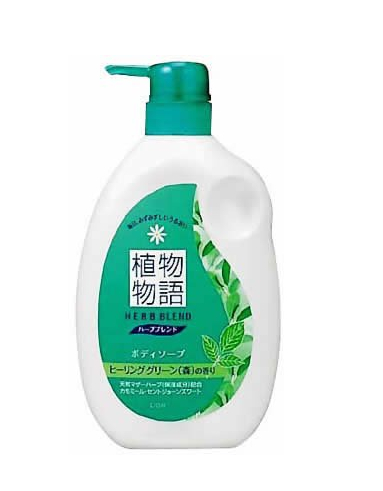 毎日、みずみずしいうるおい
植物
物語
HERB BLEND
ハーブブレンド
ボディソープ
ヒーリンググリーン(森)の香り
天然マザーハーブ(保湿成分)配合
カモミール・セントジョーンズワート
LION